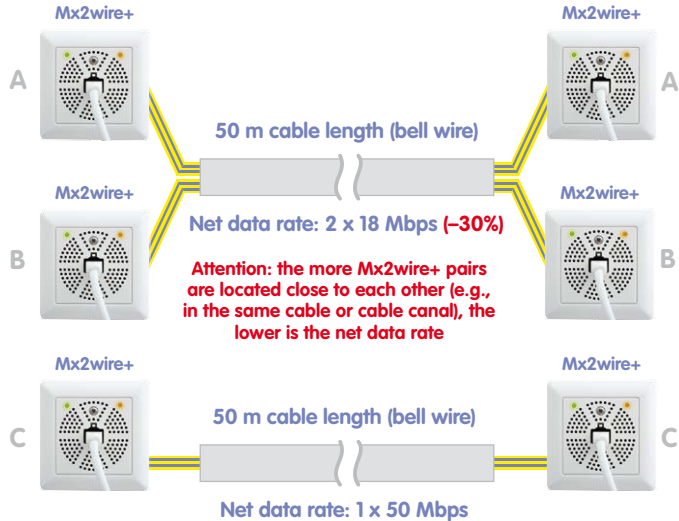 Mx2wire+
Mx2wire+
A
A
50 m cable length (bell wire)
Mx2wire+
Mx2wire+
Net data rate: 2 x 18 Mbps (–30%)
B
B
Attention: the more Mx2wire+ pairs
are located close to each other (e.g.,
in the same cable or cable canal), the
lower is the net data rate
Mx2wire+
Mx2wire+
50 m cable length (bell wire)
C
C
Net data rate: 1 x 50 Mbps